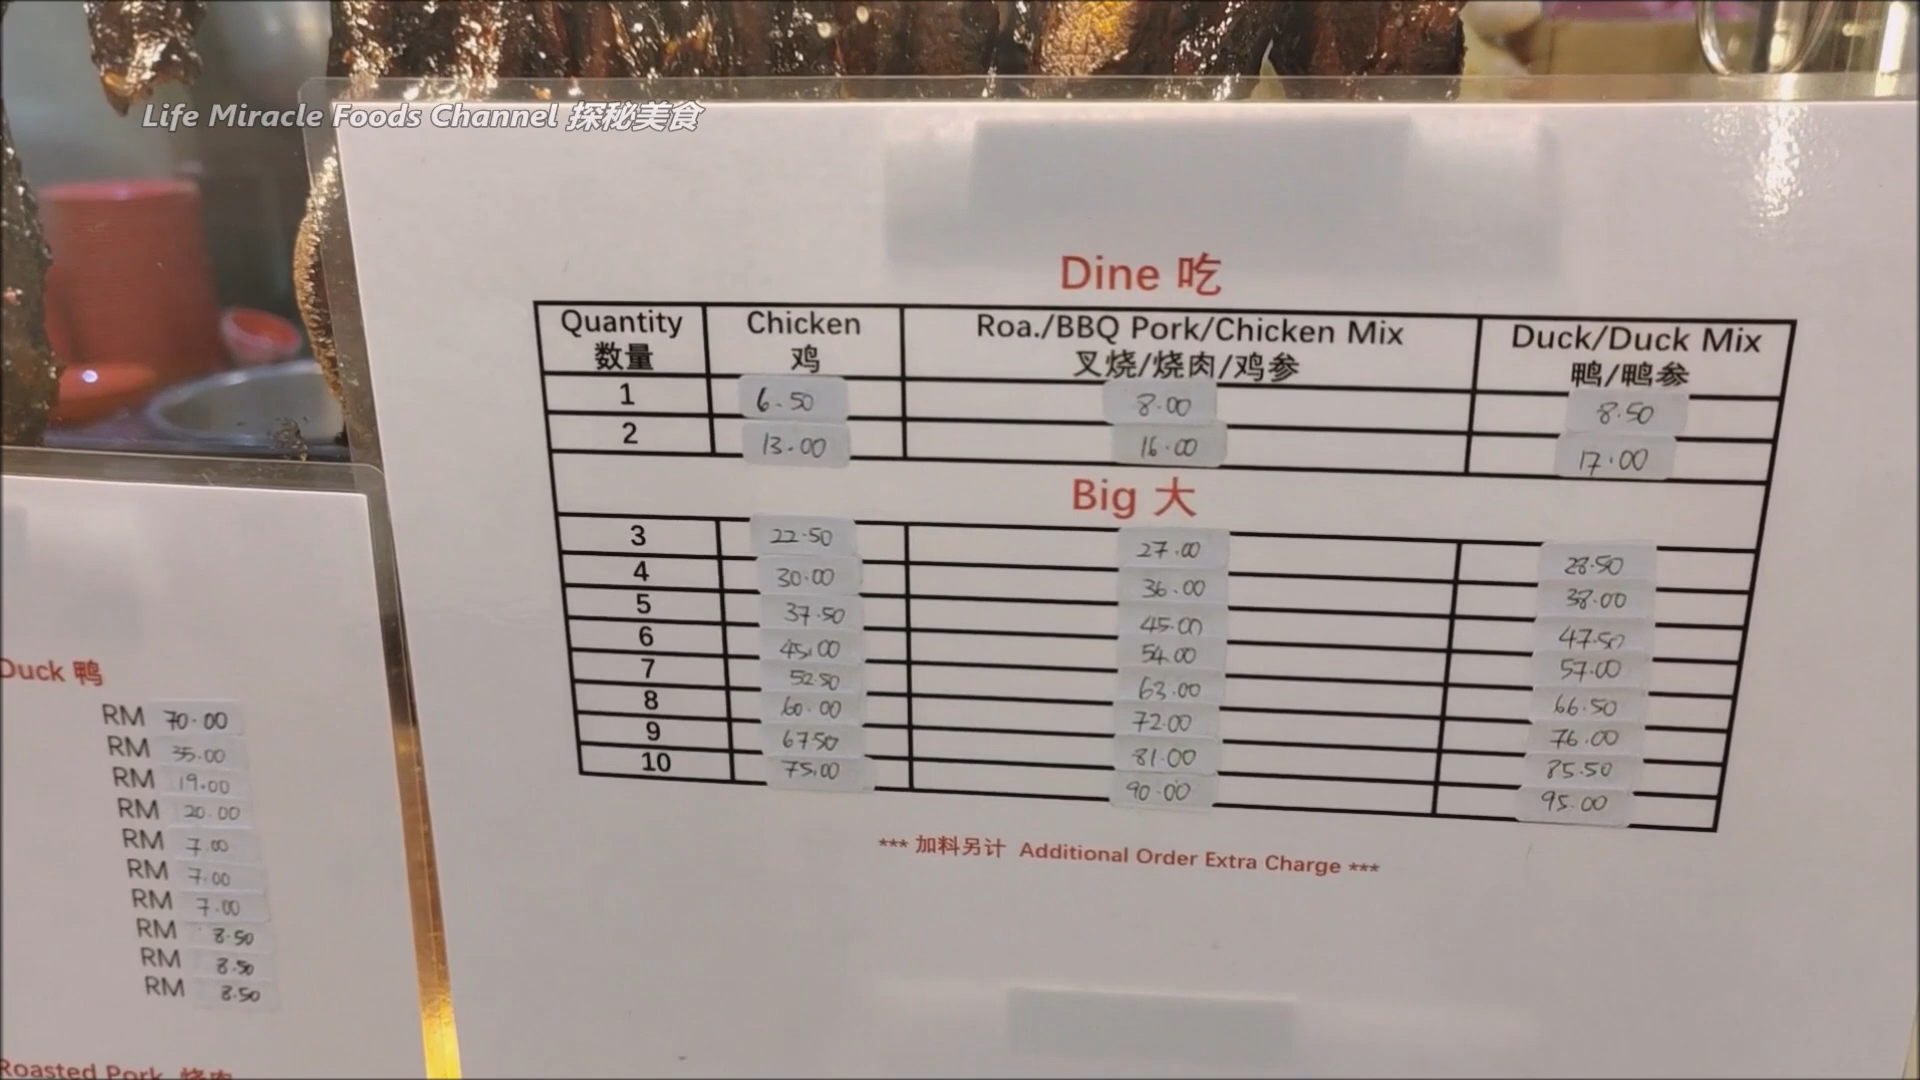 Life Miracle Foods Channel 探秘美食
Dine 吃
Quantity 数量 Chicken 鸡 Roa./BBQ Pork/Chicken Mix 叉烧/烧肉/鸡参 Duck/Duck Mix 鸭/鸭参
1 6.50 8.00 8.50
2 13.00 16.00 17.00
Big 大
3 22.50 27.00 28.50
4 30.00 36.00 38.00
5 37.50 45.00 47.50
6 45.00 54.00 57.00
7 52.50 63.00 66.50
8 60.00 72.00 76.00
9 67.50 81.00 85.50
10 75.00 90.00 95.00
*** 加料另计 Additional Order Extra Charge ***
Duck 鸭
RM 70.00
RM 35.00
RM 19.00
RM 20.00
RM 7.00
RM 7.00
RM 7.00
RM 8.50
RM 8.50
RM 8.50
Roasted Pork 烧肉